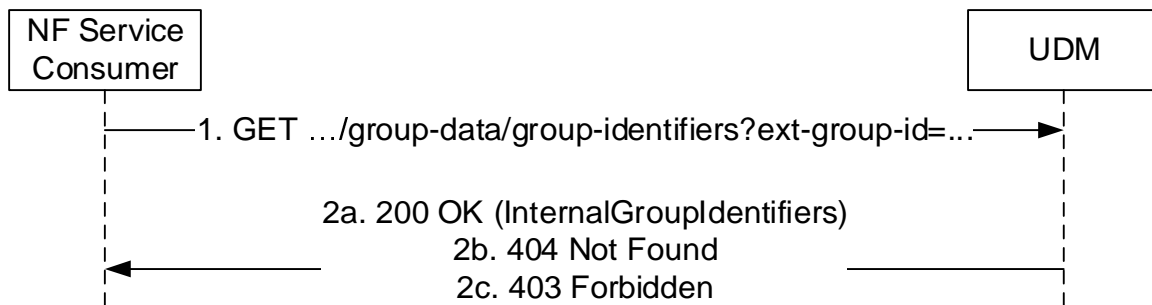 NF Service
Consumer
UDM
1. GET …/group-data/group-identifiers?ext-group-id=...
2a. 200 OK (InternalGroupIdentifiers)
2b. 404 Not Found
2c. 403 Forbidden